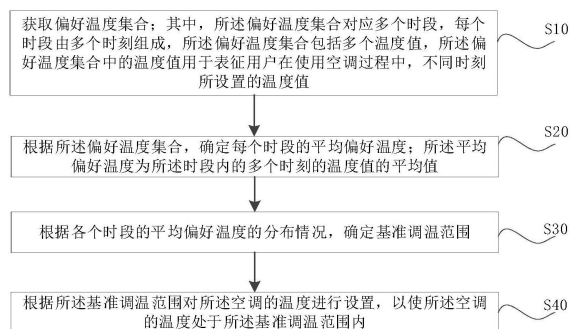 获取偏好温度集合；其中，所述偏好温度集合对应多个时段，每个
时段由多个时刻组成，所述偏好温度集合包括多个温度值，所述偏
好温度集合中的温度值用于表征用户在使用空调过程中，不同时刻
所设置的温度值
S10
根据所述偏好温度集合，确定每个时段的平均偏好温度；所述平均
偏好温度为所述时段内的多个时刻的温度值的平均值
S20
根据各个时段的平均偏好温度的分布情况，确定基准调温范围
S30
根据所述基准调温范围对所述空调的温度进行设置，以使所述空调
的温度处于所述基准调温范围内
S40